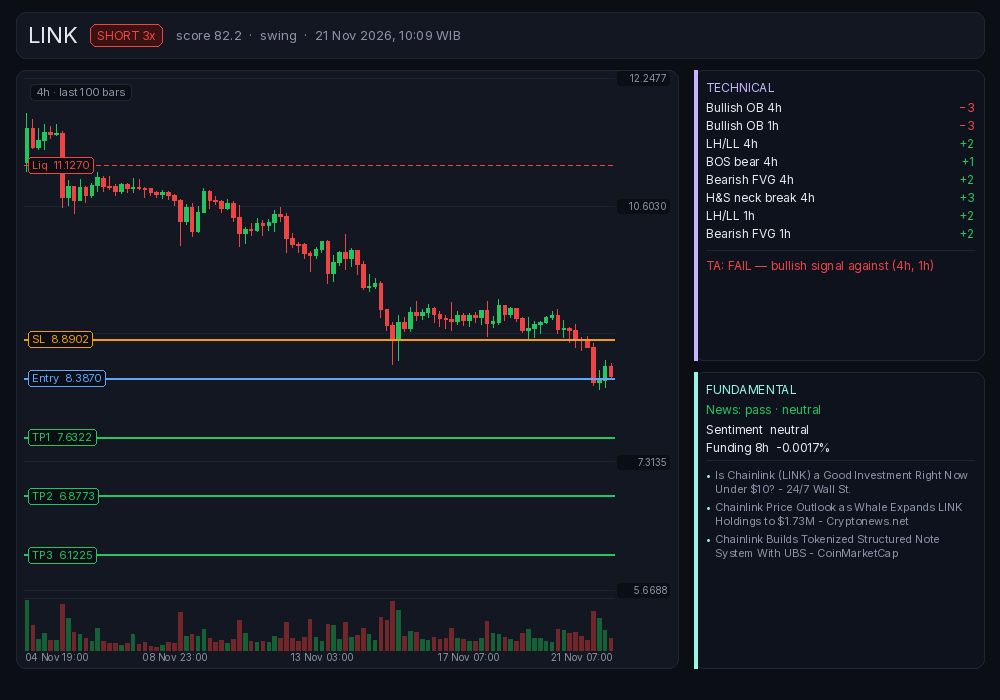 LINK SHORT 3x score 82.2 · swing · 21 Nov 2026, 10:09 WIB
4h · last 100 bars
12.2477
Liq 11.1270
10.6030
SL 8.8902
Entry 8.3870
TP1 7.6322
7.3135
TP2 6.8773
TP3 6.1225
5.6688
04 Nov 19:00 08 Nov 23:00 13 Nov 03:00 17 Nov 07:00 21 Nov 07:00
TECHNICAL
Bullish OB 4h −3
Bullish OB 1h −3
LH/LL 4h +2
BOS bear 4h +1
Bearish FVG 4h +2
H&S neck break 4h +3
LH/LL 1h +2
Bearish FVG 1h +2
TA: FAIL — bullish signal against (4h, 1h)
FUNDAMENTAL
News: pass · neutral
Sentiment neutral
Funding 8h -0.0017%
• Is Chainlink (LINK) a Good Investment Right Now
Under $10? - 24/7 Wall St.
• Chainlink Price Outlook as Whale Expands LINK
Holdings to $1.73M - Cryptonews.net
• Chainlink Builds Tokenized Structured Note
System With UBS - CoinMarketCap